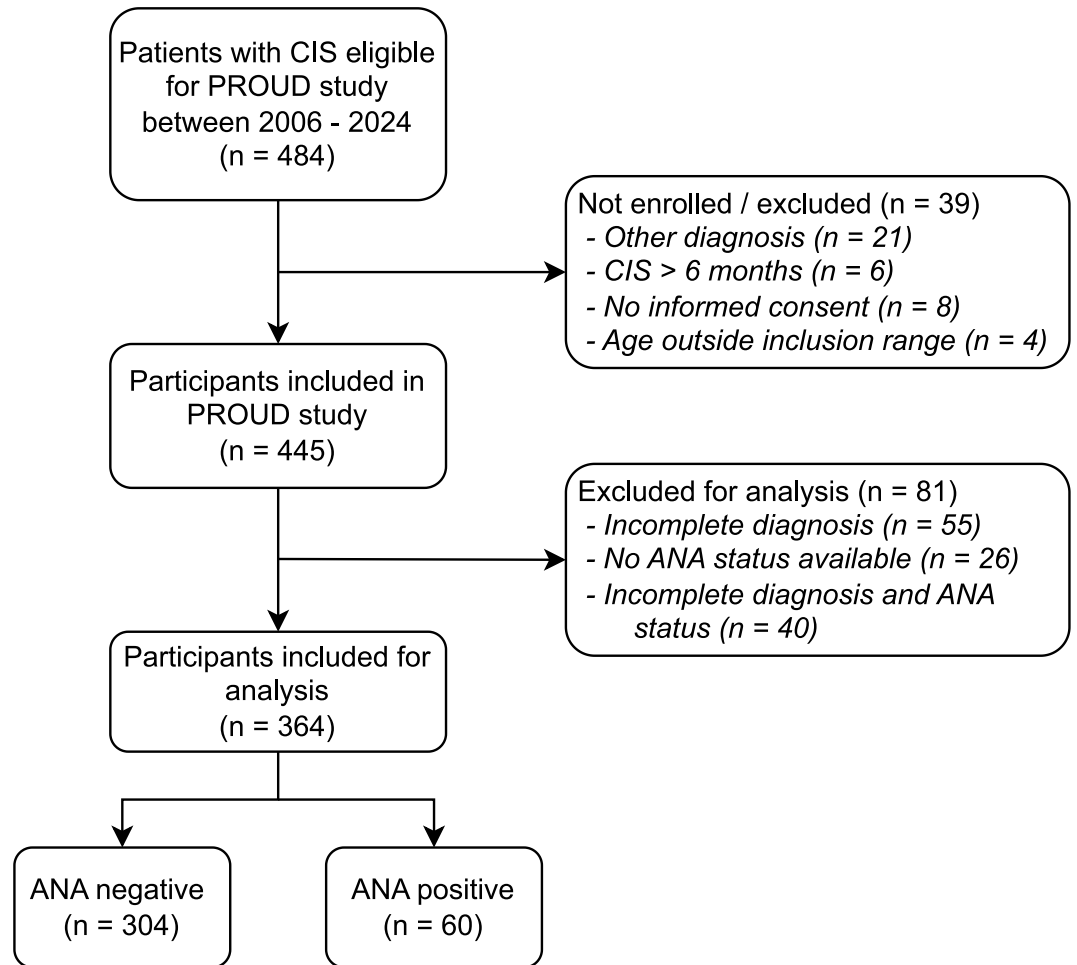 Patients with CIS eligible
for PROUD study
between 2006 - 2024
(n = 484)
Not enrolled / excluded (n = 39)
- Other diagnosis (n = 21)
- CIS > 6 months (n = 6)
- No informed consent (n = 8)
- Age outside inclusion range (n = 4)
Participants included in
PROUD study
(n = 445)
Excluded for analysis (n = 81)
- Incomplete diagnosis (n = 55)
- No ANA status available (n = 26)
- Incomplete diagnosis and ANA
status (n = 40)
Participants included for
analysis
(n = 364)
ANA negative
(n = 304)
ANA positive
(n = 60)